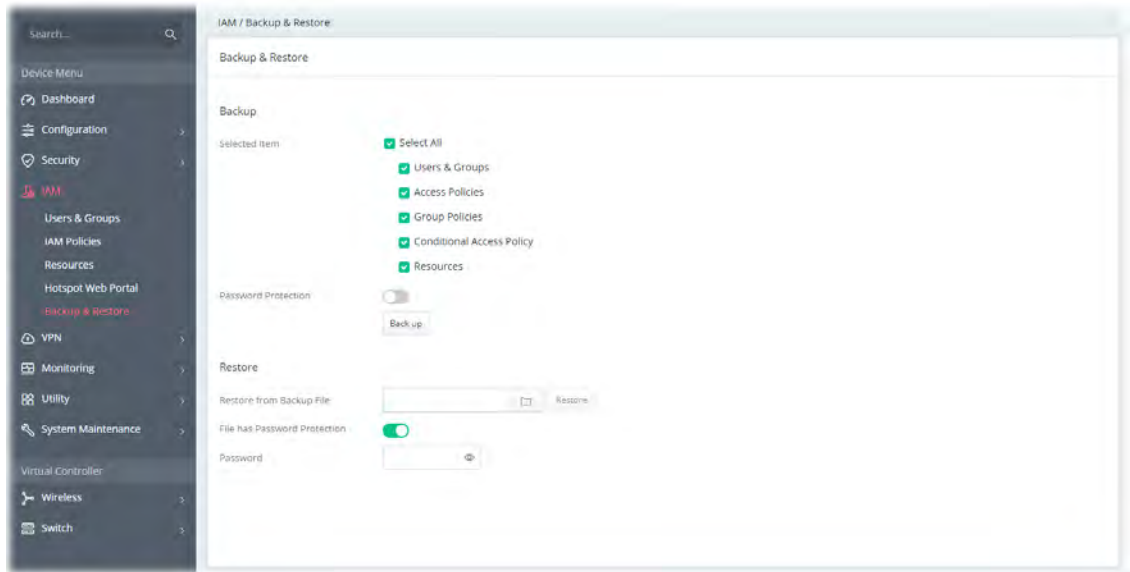 Search...
Device Menu
Dashboard
Configuration
Security
IAM
Users & Groups
IAM Policies
Resources
Hotspot Web Portal
Backup & Restore
VPN
Monitoring
Utility
System Maintenance
Virtual Controller
Wireless
Switch
IAM / Backup & Restore
Backup & Restore
Backup
Selected Item
Select All
Users & Groups
Access Policies
Group Policies
Conditional Access Policy
Resources
Password Protection
Back up
Restore
Restore from Backup File
Restore
File has Password Protection
Password